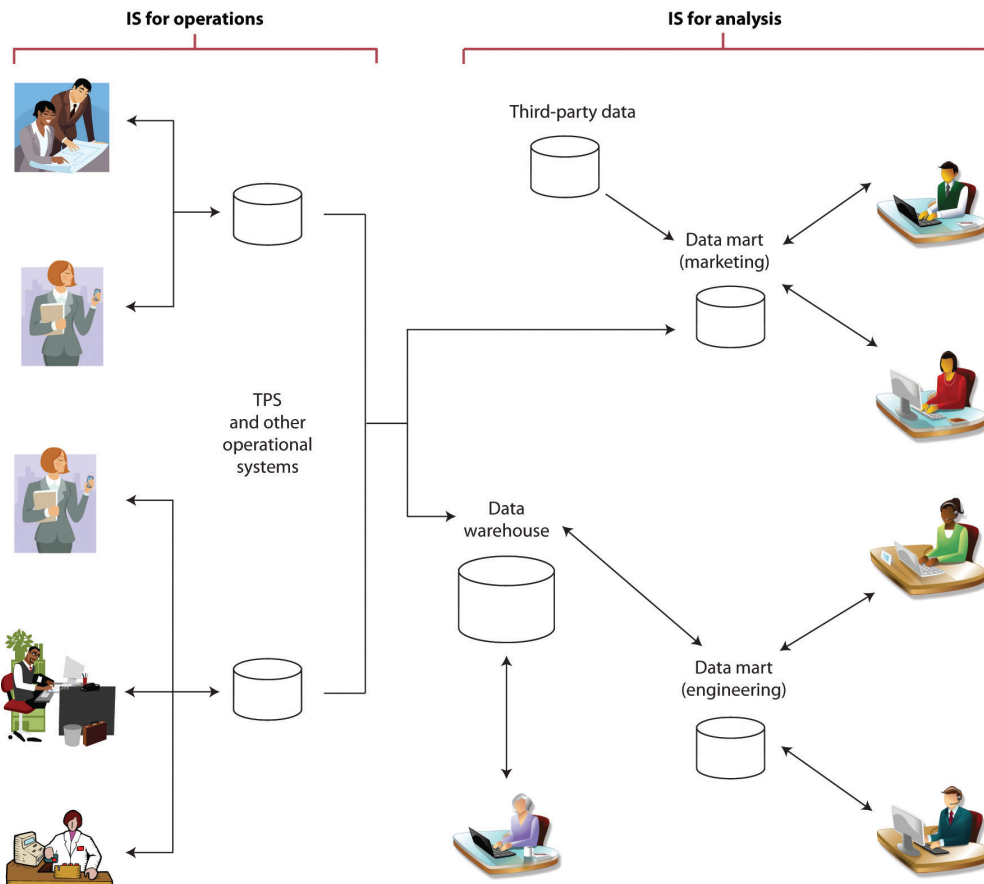 IS for operations
IS for analysis
Third-party data
Data mart
(marketing)
TPS
and other
operational
systems
Data
warehouse
Data mart
(engineering)